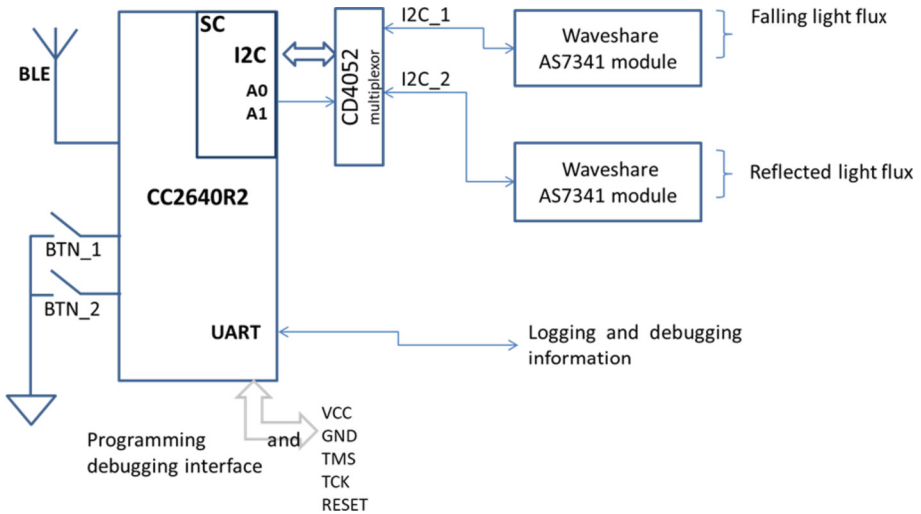 SC
I2C
A0
A1
BLE
CC2640R2
BTN_1
BTN_2
UART
CD4052
multiplexor
I2C_1
I2C_2
Waveshare
AS7341 module
Falling light flux
Waveshare
AS7341 module
Reflected light flux
Logging and debugging
information
Programming and
debugging interface
VCC
GND
TMS
TCK
RESET